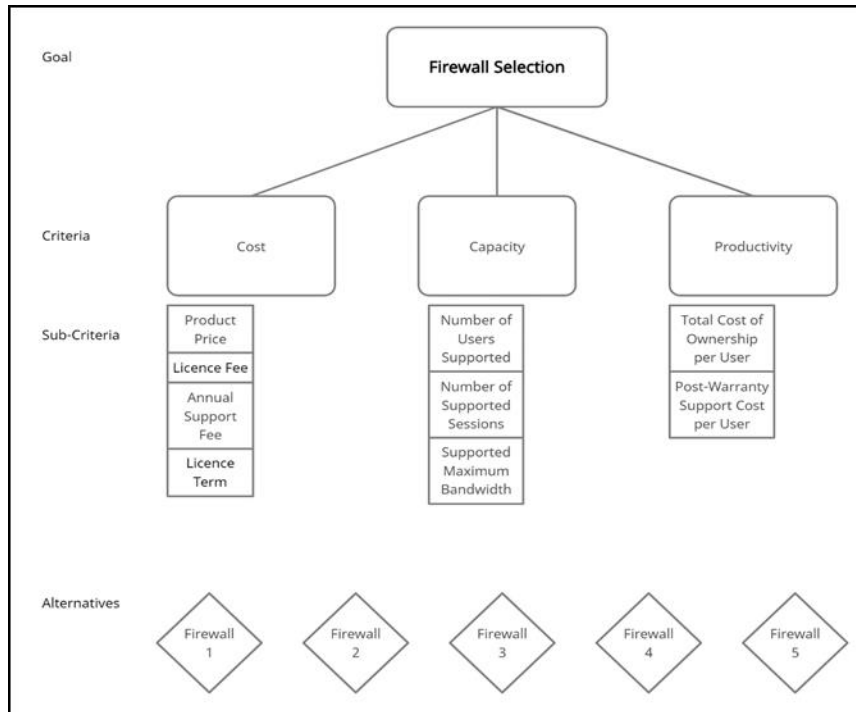 Goal
Firewall Selection
Criteria
Cost
Capacity
Productivity
Sub-Criteria
Product
Price
Licence Fee
Annual
Support
Fee
Licence
Term
Number of
Users
Supported
Number of
Supported
Sessions
Supported
Maximum
Bandwidth
Total Cost of
Ownership
per User
Post-Warranty
Support Cost
per User
Alternatives
Firewall
1
Firewall
2
Firewall
3
Firewall
4
Firewall
5